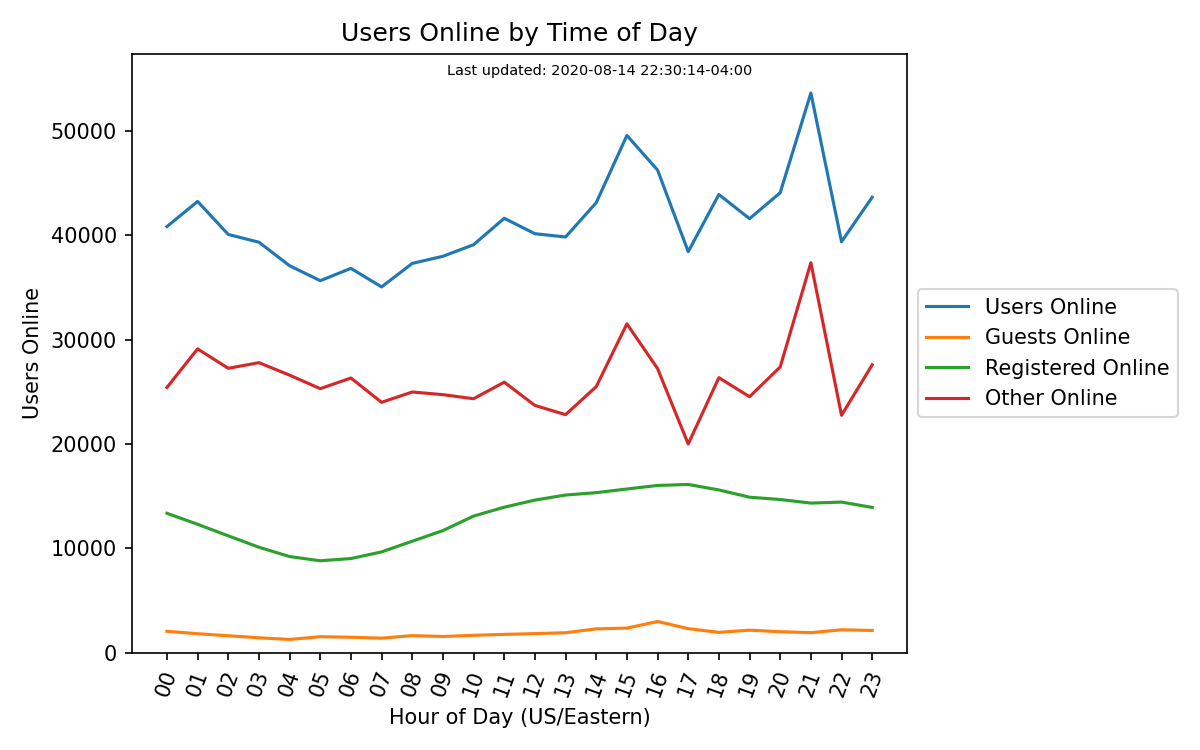 Users Online by Time of Day
Last updated: 2020-08-14 22:30:14-04:00
Users Online
50000
40000
30000
20000
10000
0
00 01 02 03 04 05 06 07 08 09 10 11 12 13 14 15 16 17 18 19 20 21 22 23
Hour of Day (US/Eastern)
Users Online
Guests Online
Registered Online
Other Online